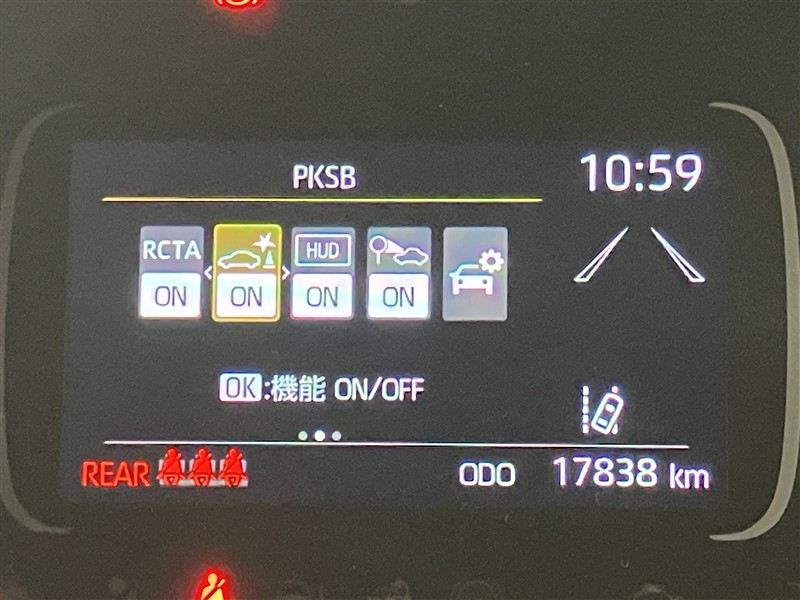 PKSB
10:59
RCTA HUD
ON ON ON ON
OK:機能 ON/OFF
REAR ODO 17838 km